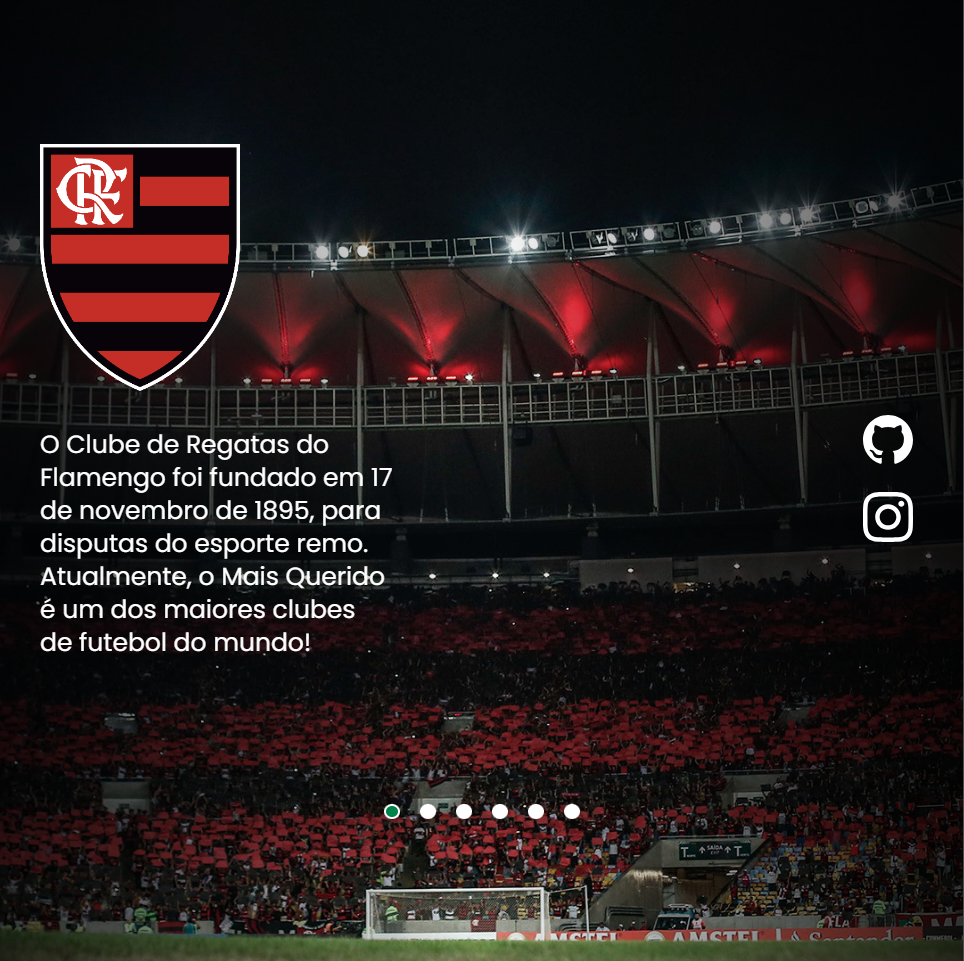 CRF
O Clube de Regatas do
Flamengo foi fundado em 17
de novembro de 1895, para
disputas do esporte remo.
Atualmente, o Mais Querido
é um dos maiores clubes
de futebol do mundo!
SAÍDA
AMSTEL
AMSTEL
Santander